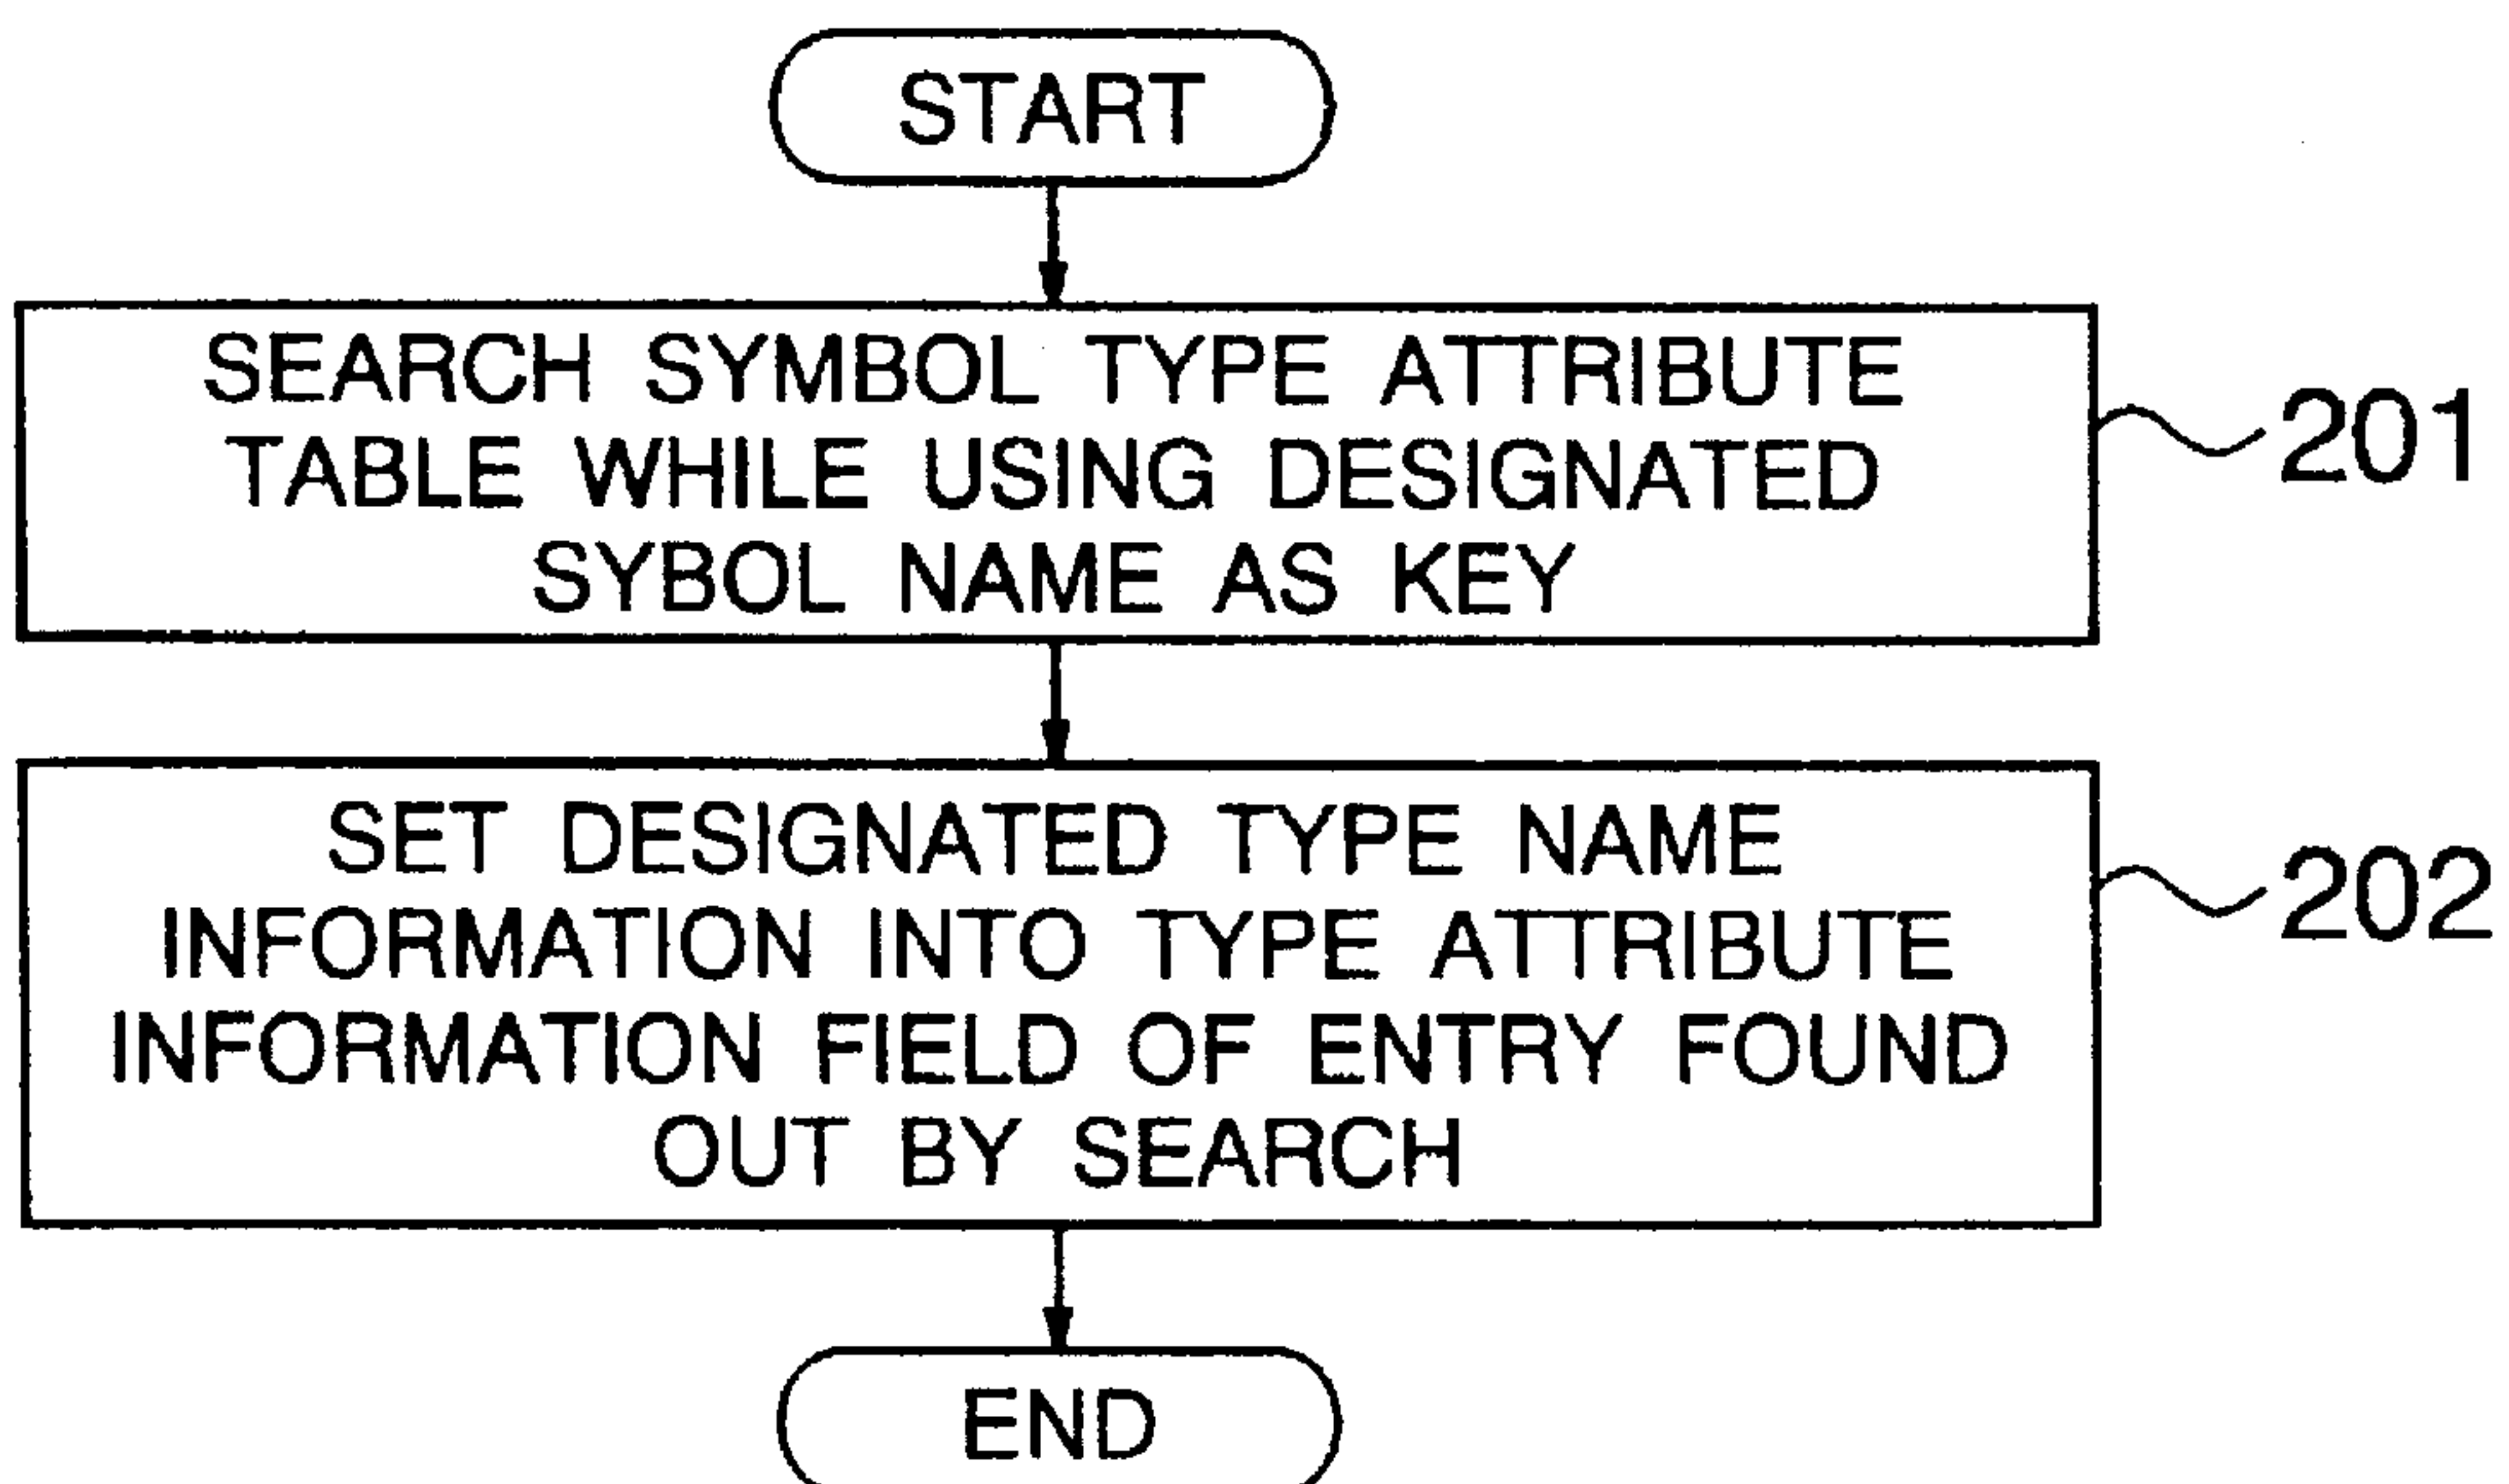 START
SEARCH SYMBOL TYPE ATTRIBUTE
TABLE WHILE USING DESIGNATED
SYBOL NAME AS KEY
201
SET DESIGNATED TYPE NAME
INFORMATION INTO TYPE ATTRIBUTE
INFORMATION FIELD OF ENTRY FOUND
OUT BY SEARCH
202
END